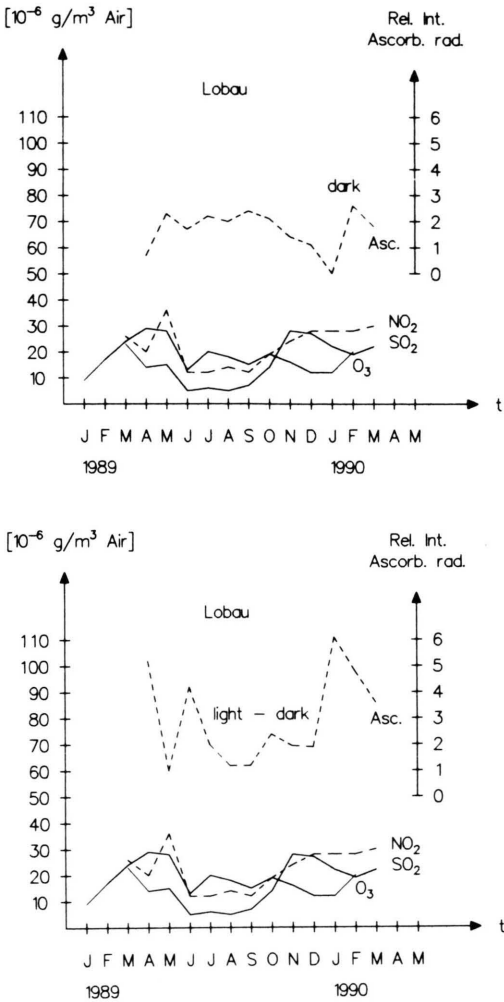 [10⁻⁶ g/m³ Air]
Rel. Int.
Ascorb. rad.
Lobau
110
100
90
80
70
60
50
40
30
20
10
6
5
4
3
2
1
0
dark
Asc.
NO₂
SO₂
O₃
J F M A M J J A S O N D J F M A M
t
1989 1990
[10⁻⁶ g/m³ Air]
Rel. Int.
Ascorb. rad.
Lobau
110
100
90
80
70
60
50
40
30
20
10
6
5
4
3
2
1
0
light – dark
Asc.
NO₂
SO₂
O₃
J F M A M J J A S O N D J F M A M
t
1989 1990